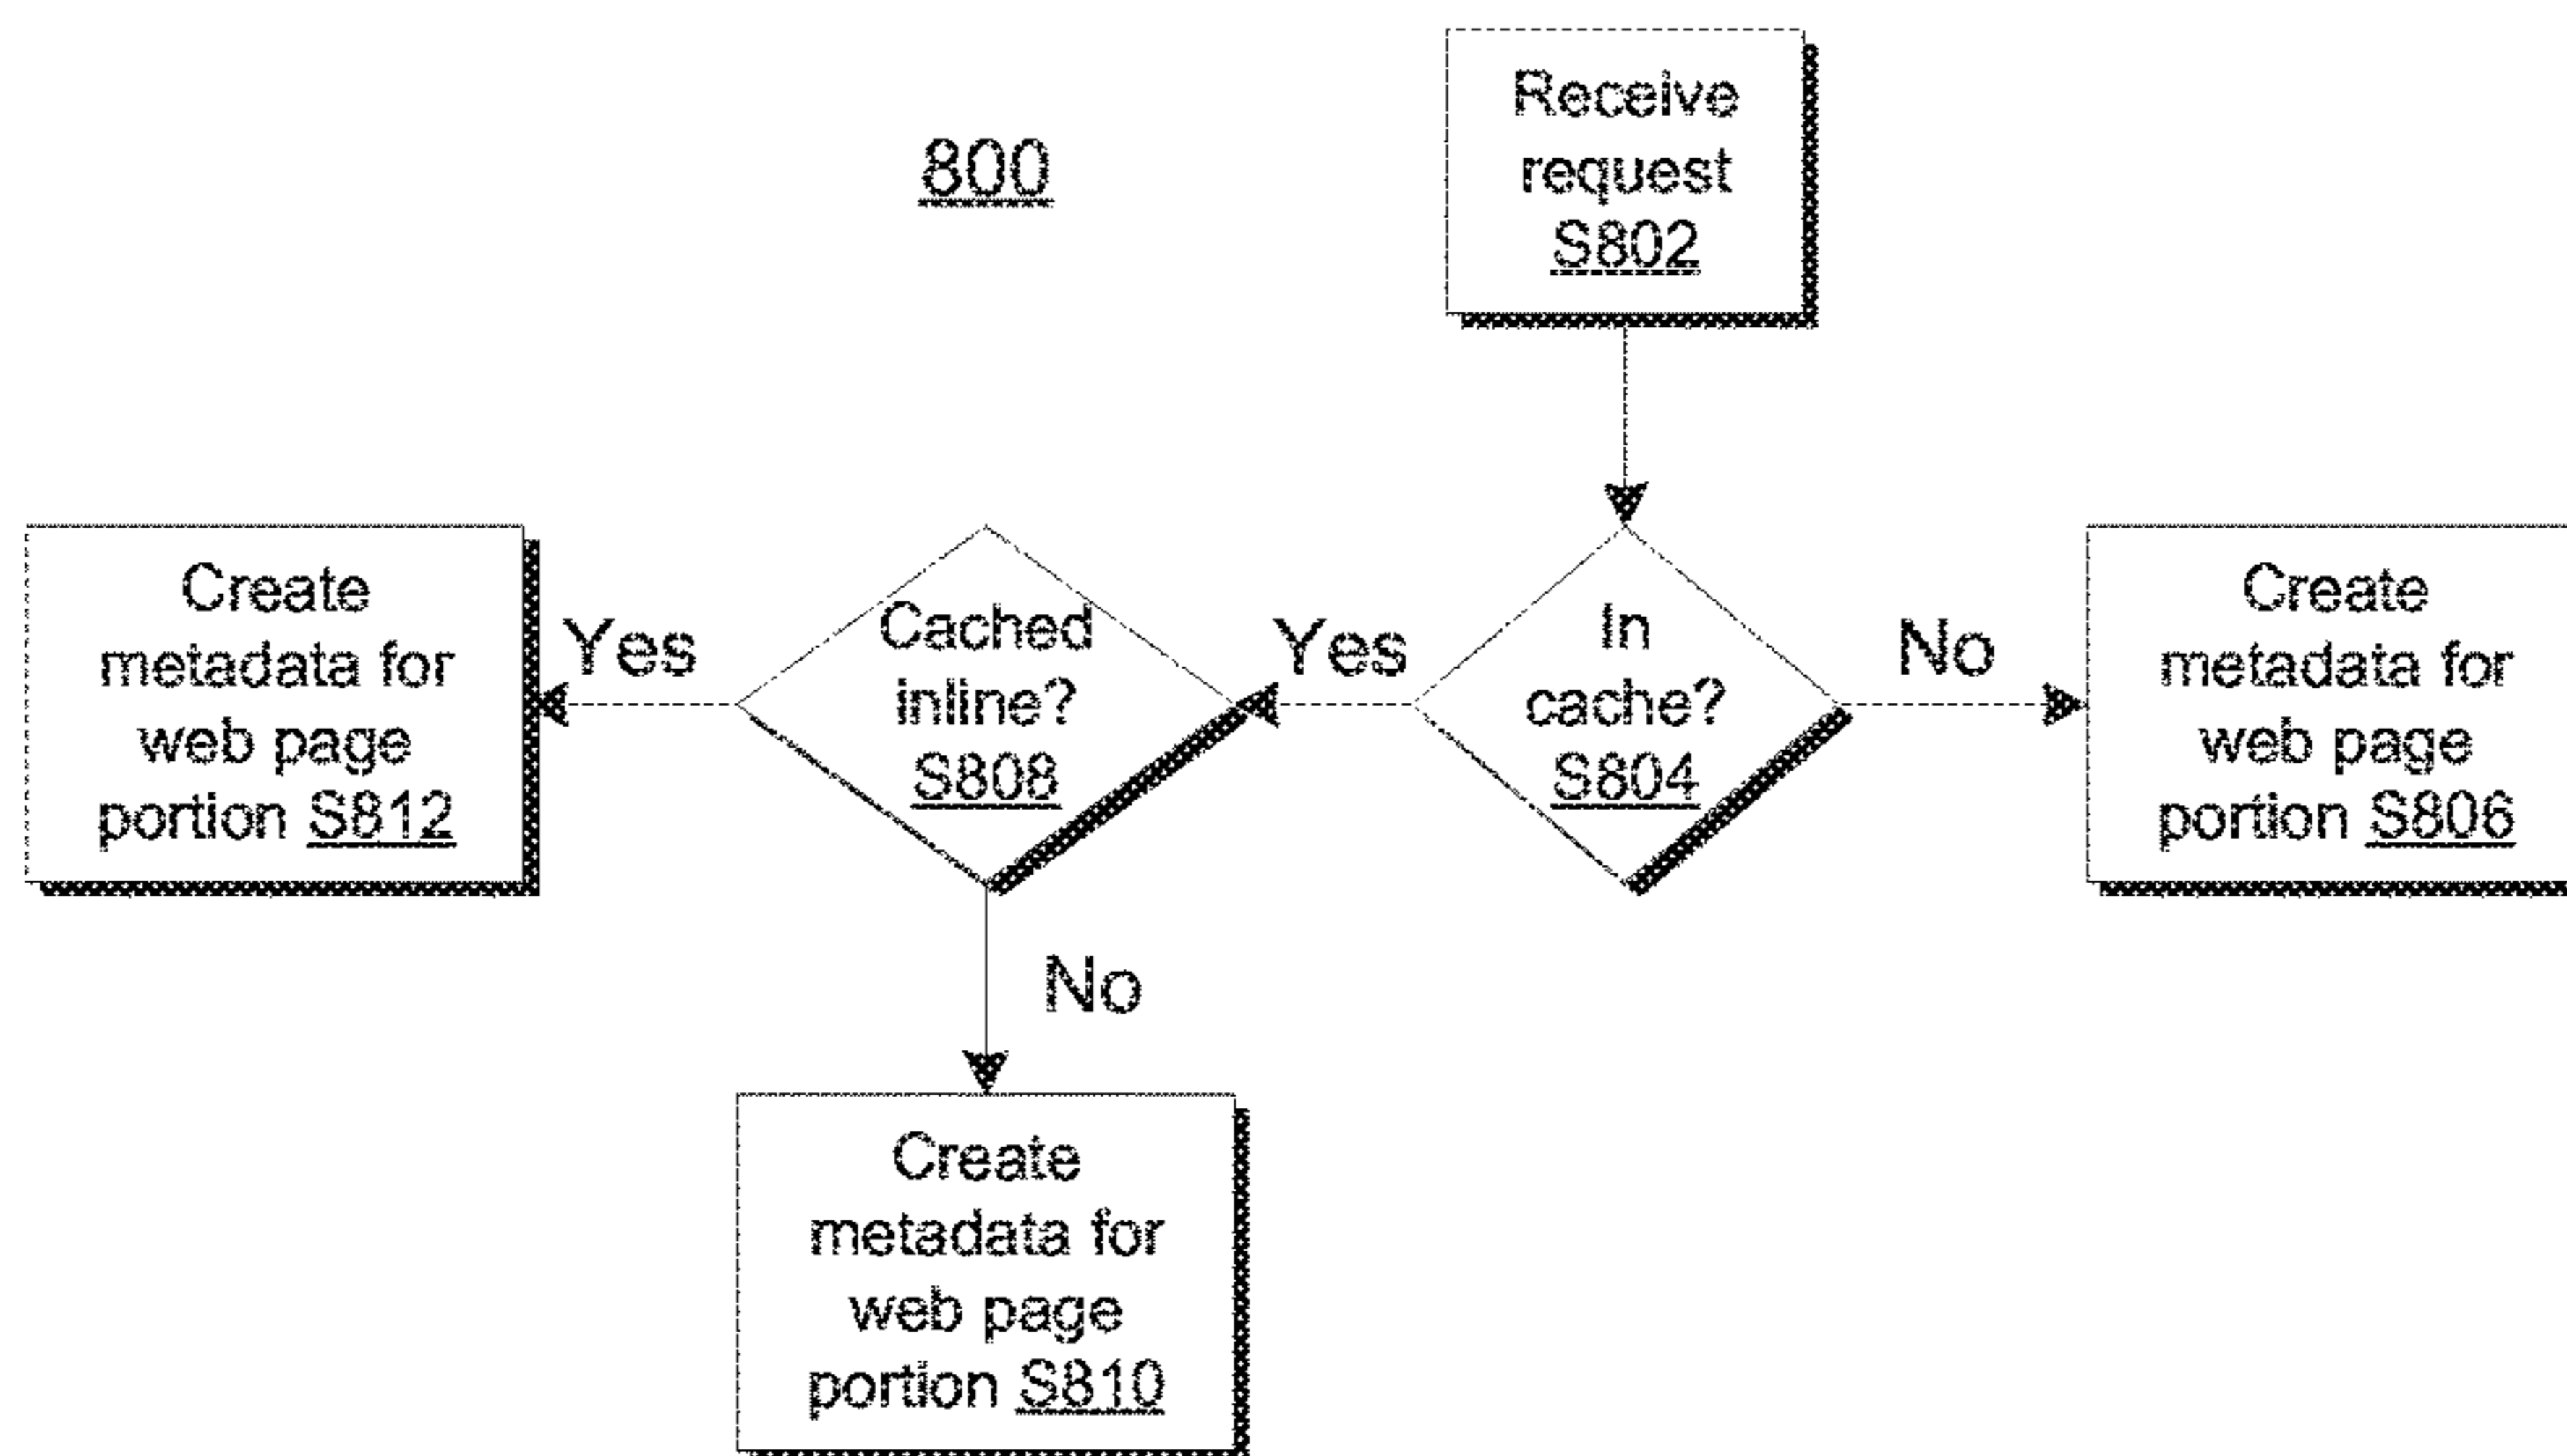 800
Receive
request
S802
Create
metadata for
web page
portion S812
Yes
Cached
inline?
S808
Yes
In
cache?
S804
No
Create
metadata for
web page
portion S806
No
Create
metadata for
web page
portion S810